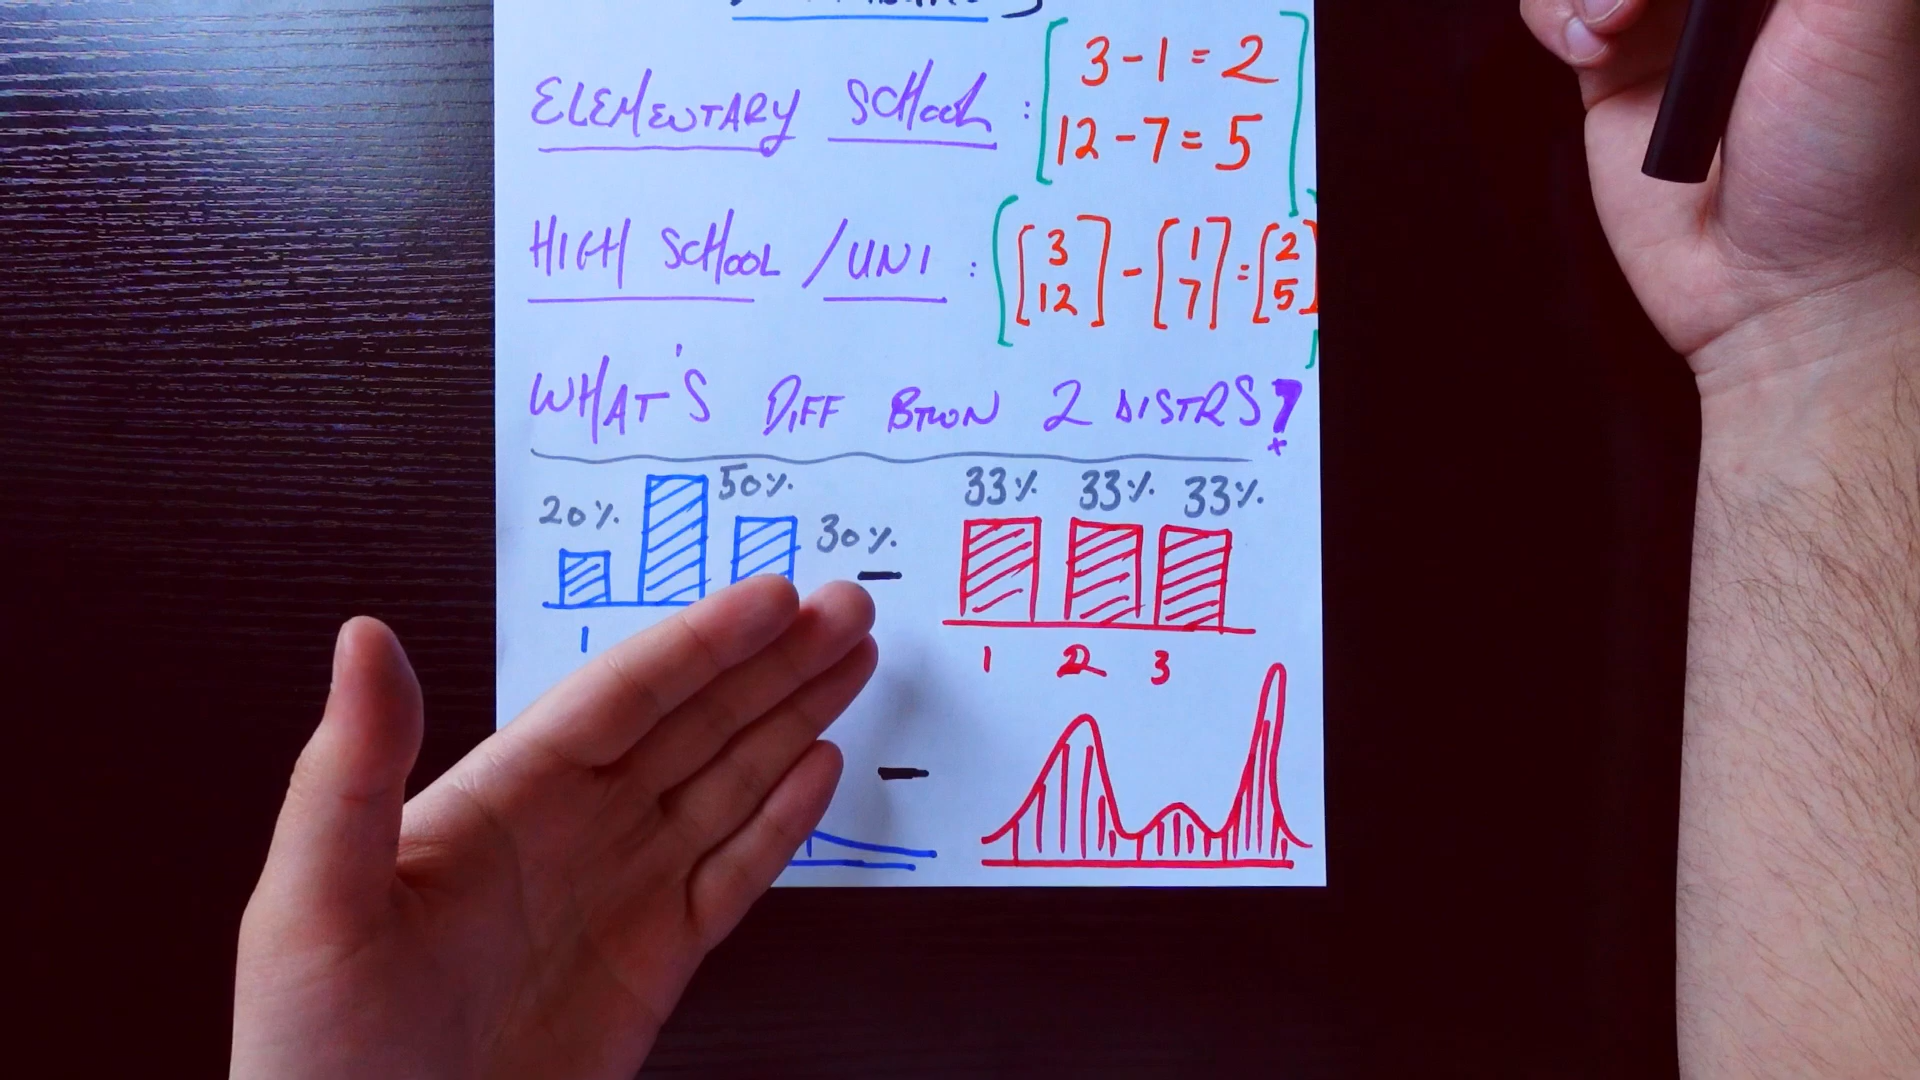 ELEMENTARY SCHOOL : [ 3 - 1 = 2
12 - 7 = 5 ]
HIGH SCHOOL / UNI : [ [3 12] - [1 7] = [2 5] ]
WHAT'S DIFF BTWN 2 DISTRS?
20% 50% 30% - 33% 33% 33%
1 1 2 3
-